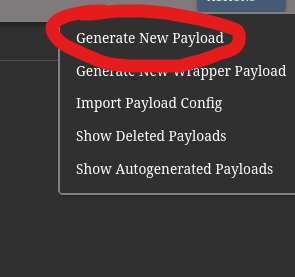 Generate New Payload
Generate New Wrapper Payload
Import Payload Config
Show Deleted Payloads
Show Autogenerated Payloads